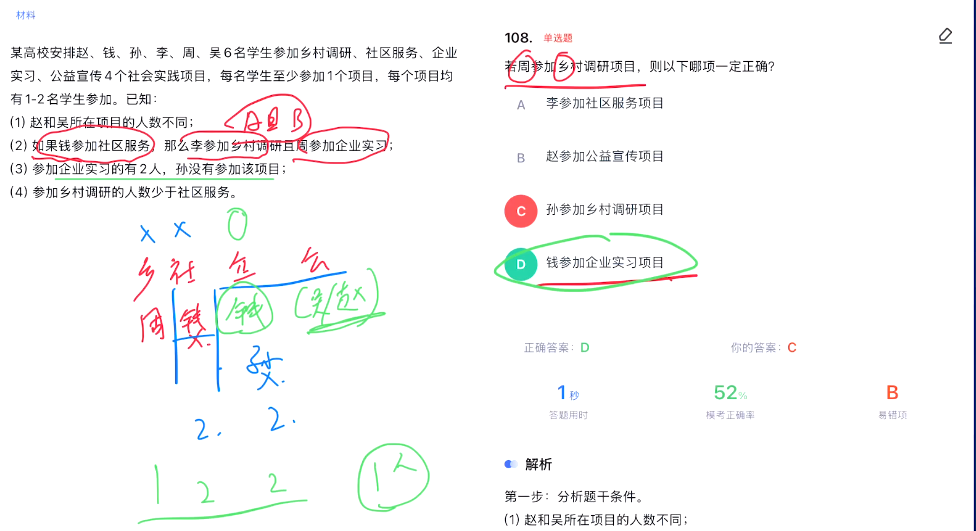 材料
某高校安排赵、钱、孙、李、周、吴6名学生参加乡村调研、社区服务、企业
实习、公益宣传4个社会实践项目，每名学生至少参加1个项目，每个项目均
有1-2名学生参加。已知：
(1) 赵和吴所在项目的人数不同；
(2) 如果钱参加社区服务，那么李参加乡村调研且周参加企业实习；
(3) 参加企业实习的有2人，孙没有参加该项目；
(4) 参加乡村调研的人数少于社区服务。
A且B
x x 0
乡 社 企 公
周 钱 钱 (吴/赵x)
x.
孙
x.
2. 2.
1 2 2 1人
108. 单选题
若周参加乡村调研项目，则以下哪项一定正确？
A 李参加社区服务项目
B 赵参加公益宣传项目
C 孙参加乡村调研项目
D 钱参加企业实习项目
正确答案：D 你的答案：C
1秒 52% B
答题用时 模考正确率 易错项
解析
第一步：分析题干条件。
(1) 赵和吴所在项目的人数不同；